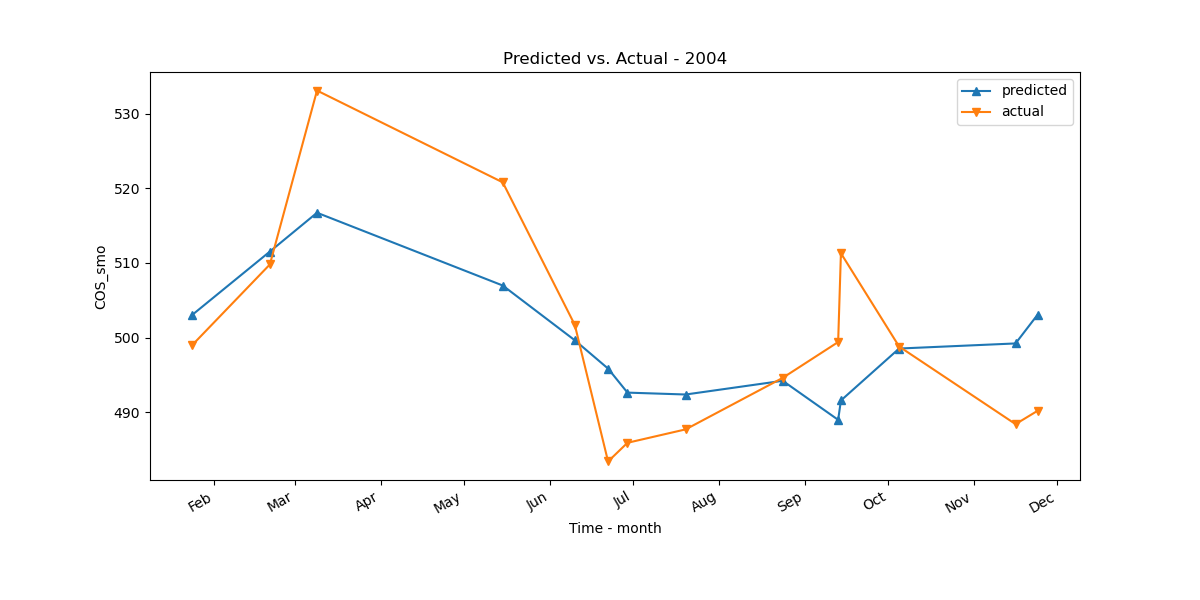 Predicted vs. Actual - 2004
predicted
actual
COS_smo
530
520
510
500
490
Feb
Mar
Apr
May
Jun
Jul
Aug
Sep
Oct
Nov
Dec
Time - month